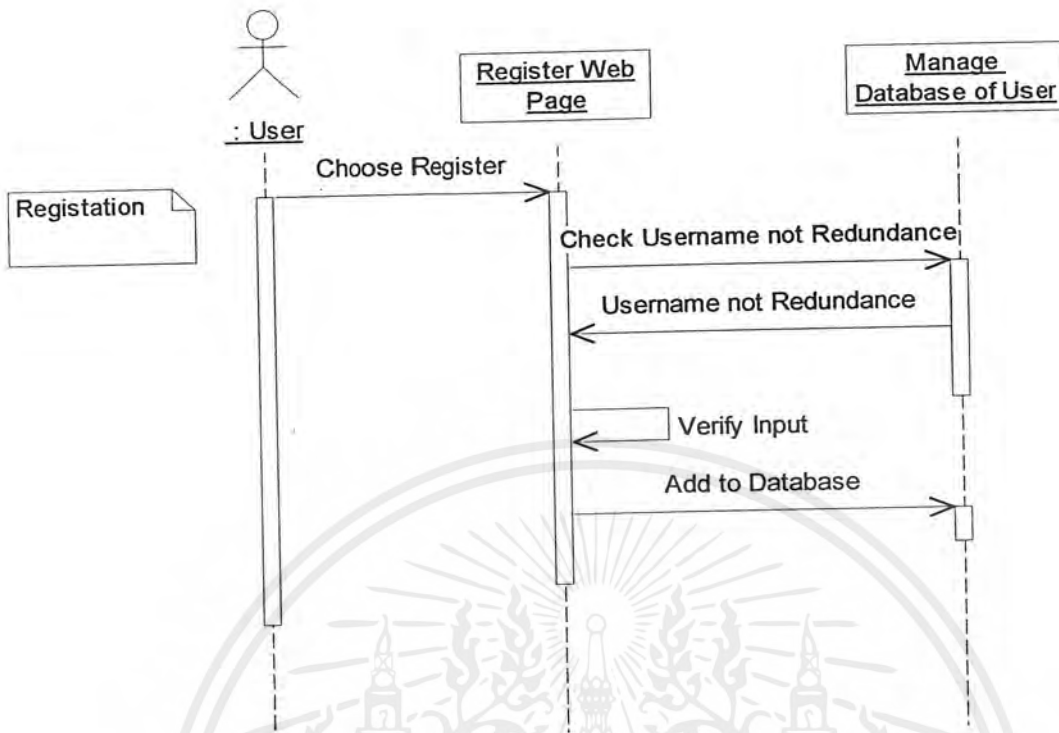 Register Web
Page
Manage
Database of User
: User
Choose Register
Registation
Check Username not Redundance
Username not Redundance
Verify Input
Add to Database